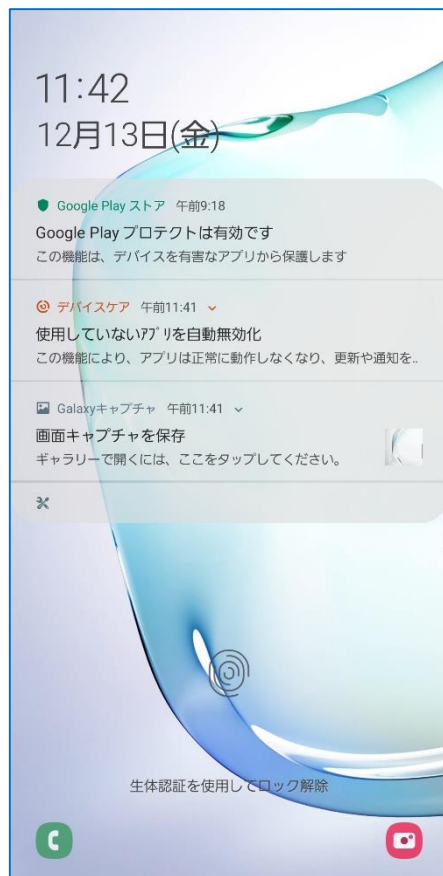 11:42
12月13日(金)
Google Play ストア 午前9:18
Google Play プロテクトは有効です
この機能は、デバイスを有害なアプリから保護します
デバイスケア 午前11:41
使用していないｱﾌﾟﾘを自動無効化
この機能により、アプリは正常に動作しなくなり、更新や通知を..
Galaxyキャプチャ 午前11:41
画面キャプチャを保存
ギャラリーで開くには、ここをタップしてください。
生体認証を使用してロック解除